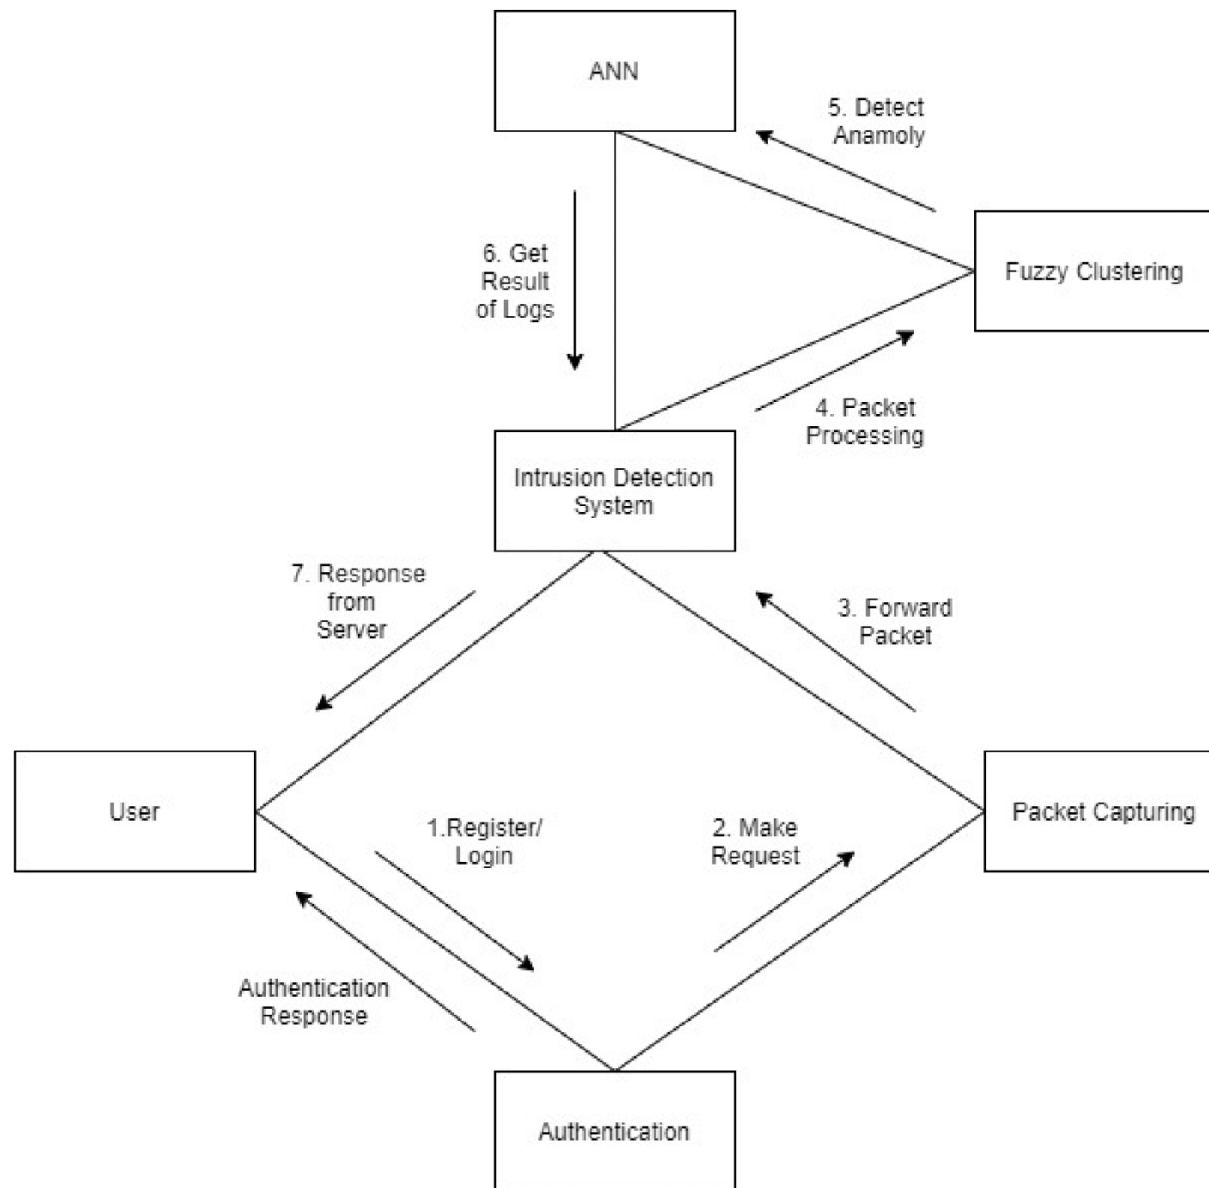 ANN
5. Detect
Anamoly
6. Get
Result
of Logs
Fuzzy Clustering
4. Packet
Processing
Intrusion Detection
System
7. Response
from
Server
3. Forward
Packet
User
1.Register/
Login
2. Make
Request
Packet Capturing
Authentication
Response
Authentication